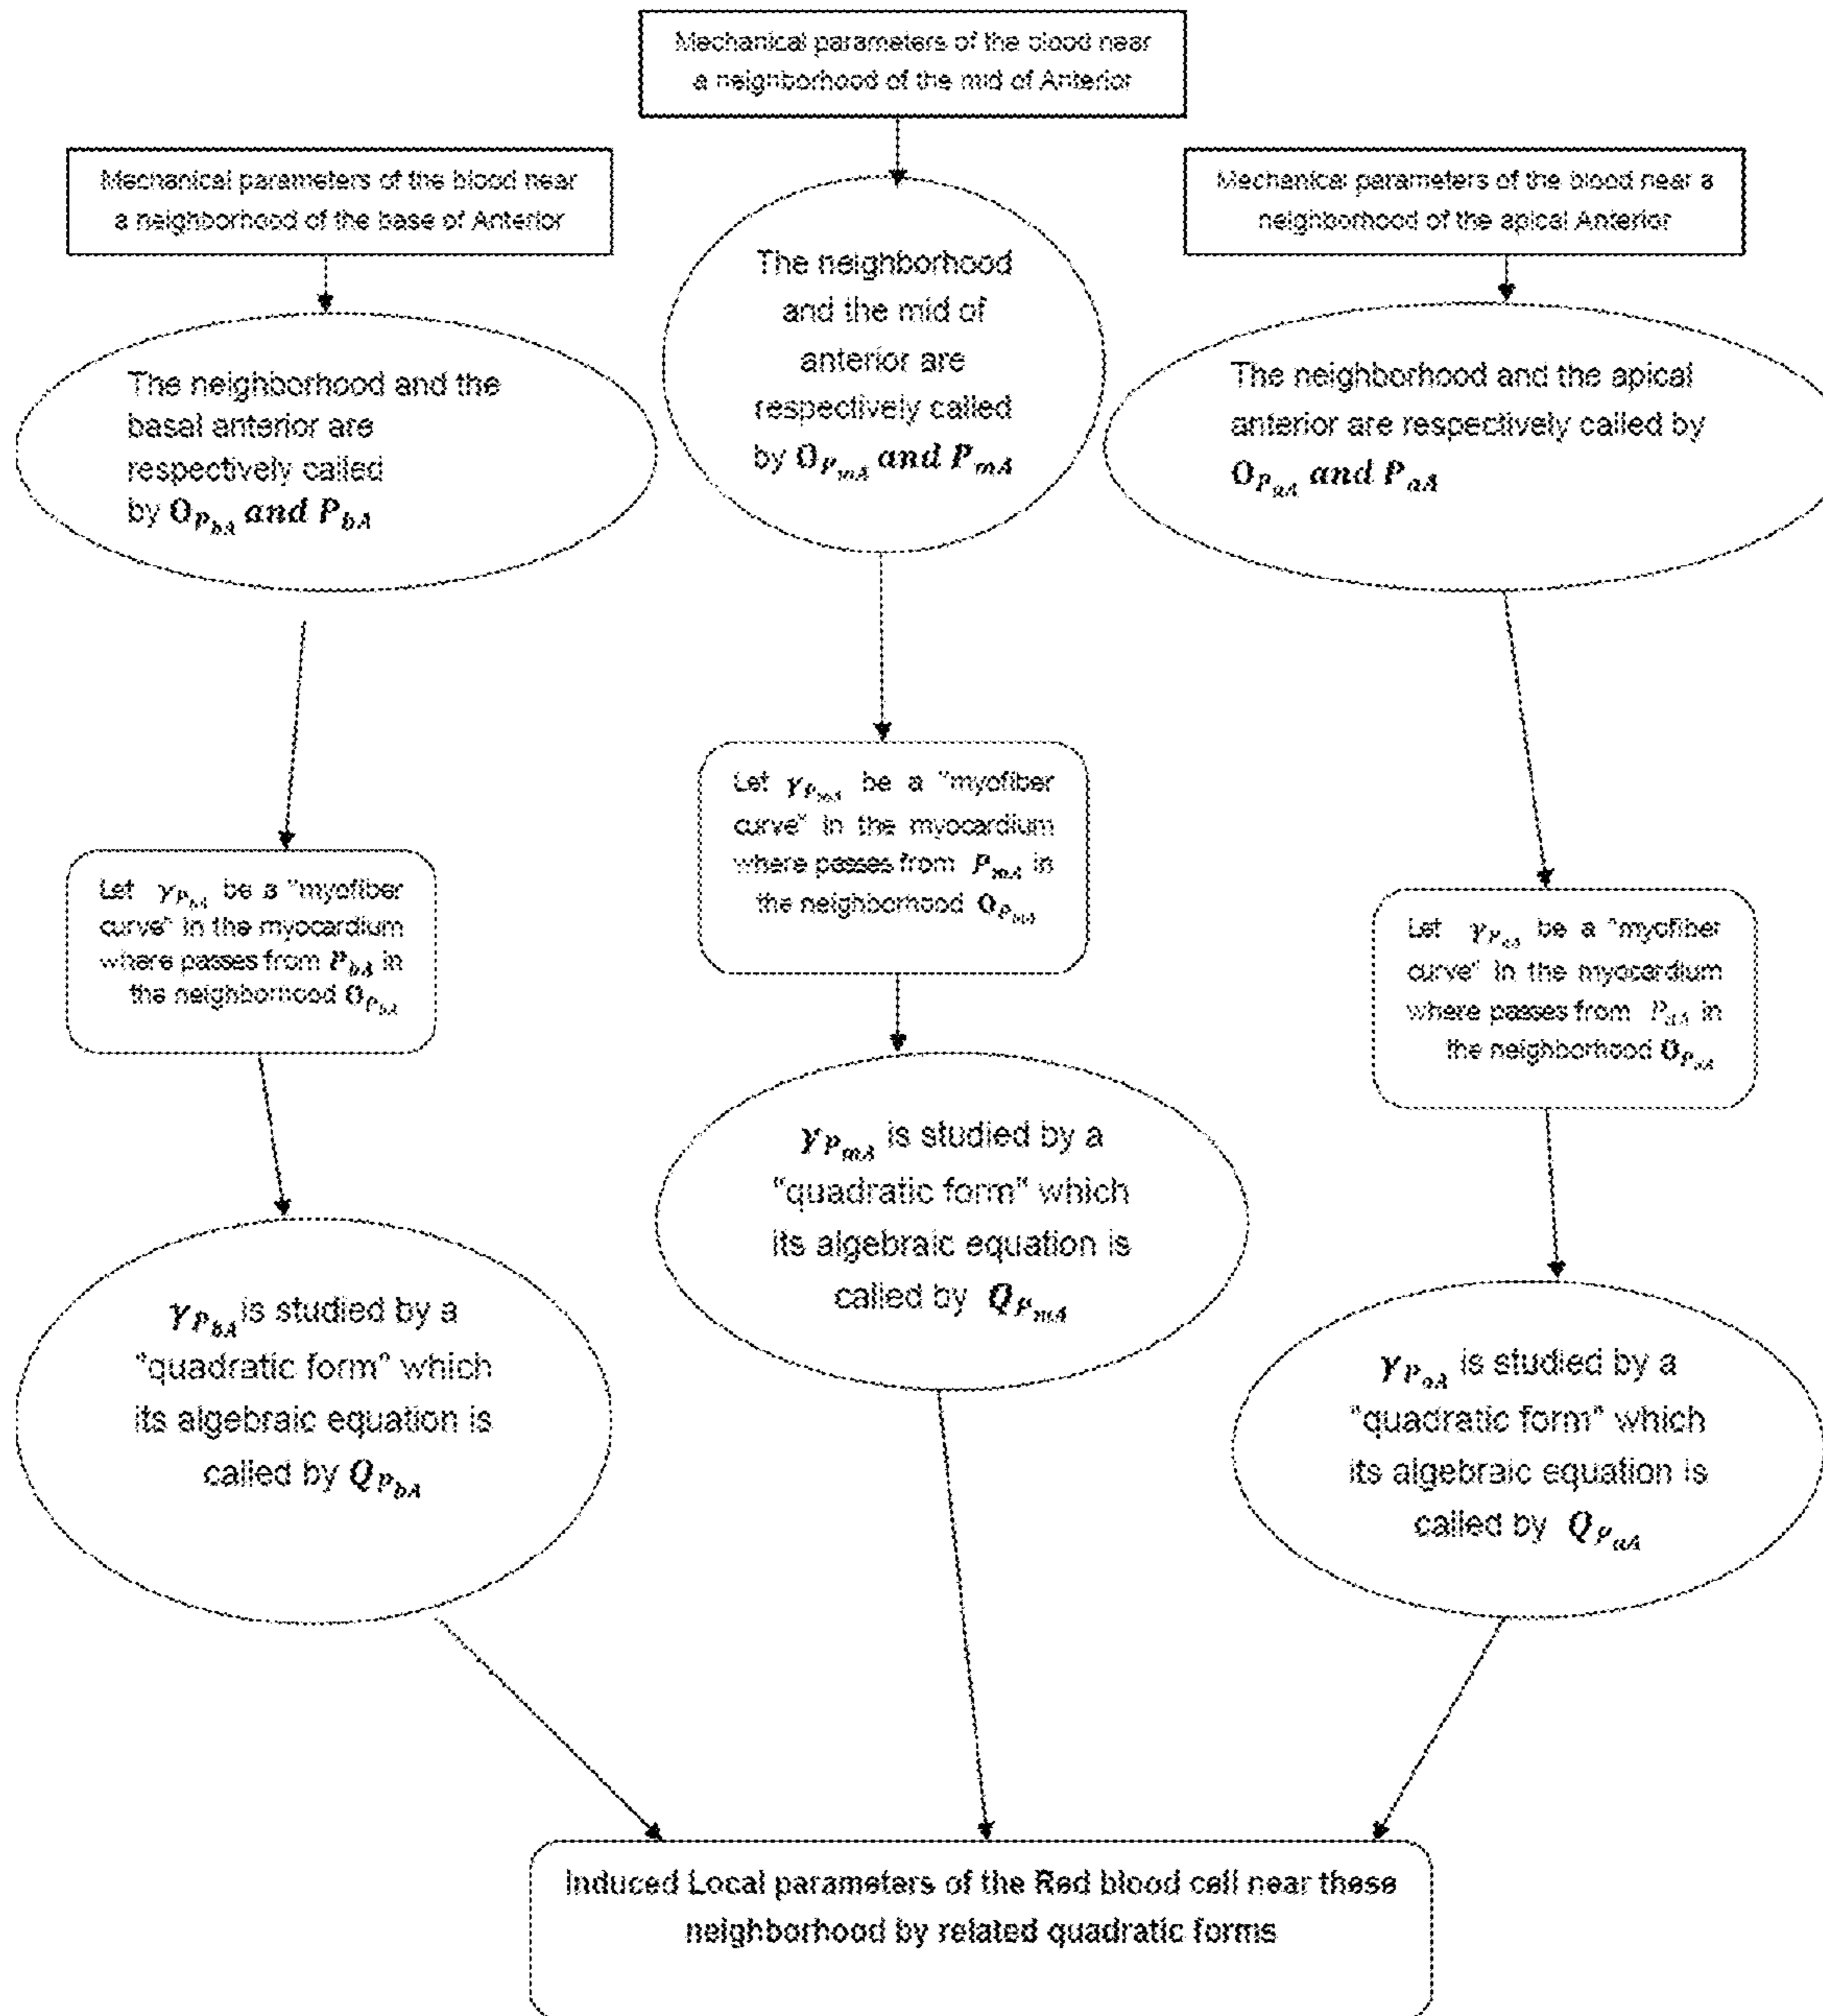 Mechanical parameters of the blood near
a neighborhood of the mid of Anterior
Mechanical parameters of the blood near
a neighborhood of the base of Anterior
Mechanical parameters of the blood near a
neighborhood of the apical Anterior
The neighborhood and the
basal anterior are
respectively called
by O_{P_{bA}} and P_{bA}
The neighborhood
and the mid of
anterior are
respectively called
by O_{P_{mA}} and P_{mA}
The neighborhood and the apical
anterior are respectively called by
O_{P_{aA}} and P_{aA}
Let γ_{P_{bA}} be a "myofiber
curve" in the myocardium
where passes from P_{bA} in
the neighborhood O_{P_{bA}}
Let γ_{P_{mA}} be a "myofiber
curve" in the myocardium
where passes from P_{mA} in
the neighborhood O_{P_{mA}}
Let γ_{P_{aA}} be a "myofiber
curve" in the myocardium
where passes from P_{aA} in
the neighborhood O_{P_{aA}}
γ_{P_{bA}} is studied by a
"quadratic form" which
its algebraic equation is
called by Q_{P_{bA}}
γ_{P_{mA}} is studied by a
"quadratic form" which
its algebraic equation is
called by Q_{P_{mA}}
γ_{P_{aA}} is studied by a
"quadratic form" which
its algebraic equation is
called by Q_{P_{aA}}
Induced Local parameters of the Red blood cell near these
neighborhood by related quadratic forms